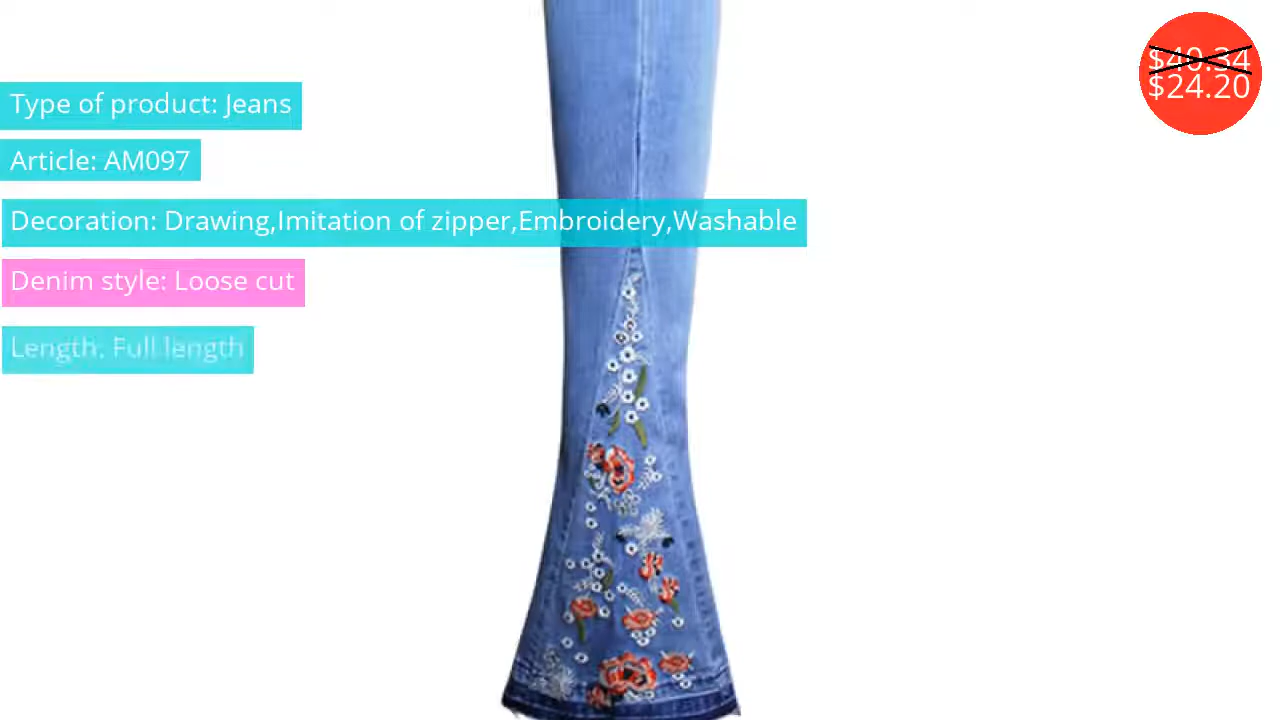 $40.34
$24.20
Type of product: Jeans
Article: AM097
Decoration: Drawing,Imitation of zipper,Embroidery,Washable
Denim style: Loose cut
Length: Full length